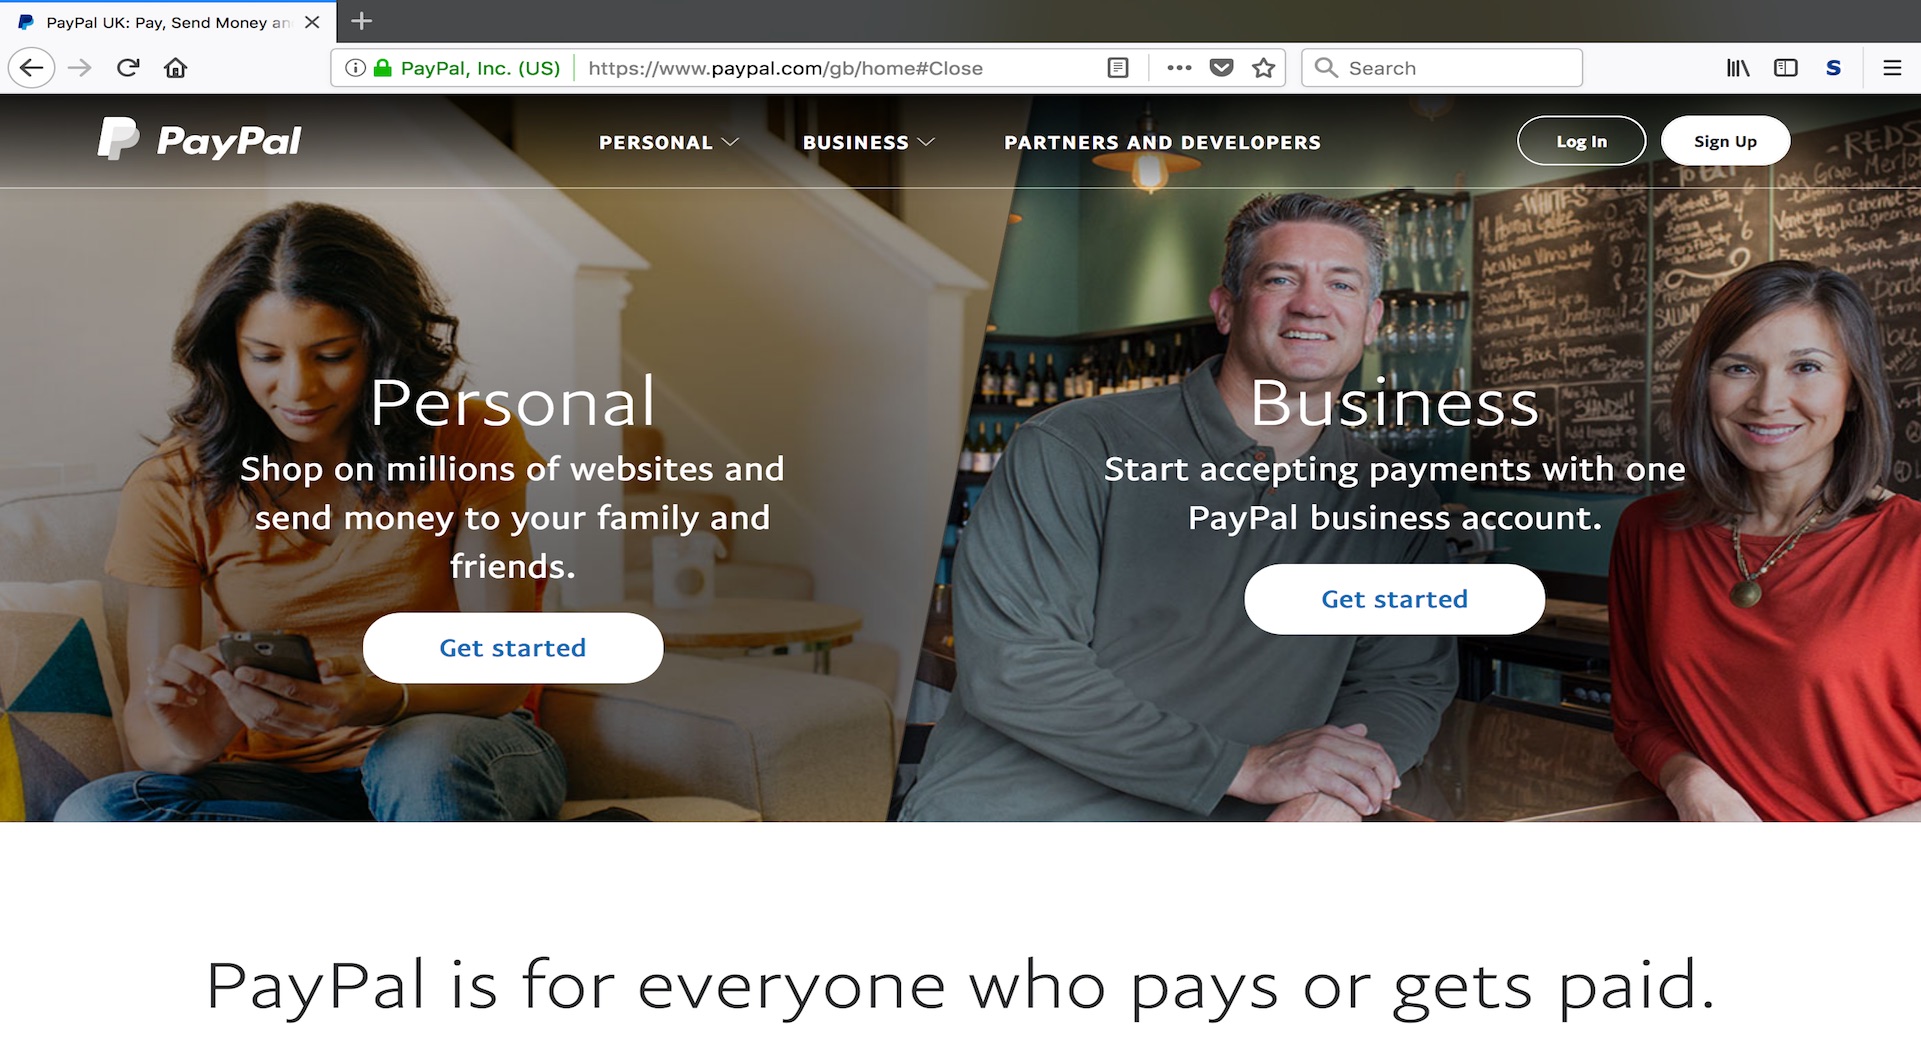 PayPal UK: Pay, Send Money an
PayPal, Inc. (US)
https://www.paypal.com/gb/home#Close
Search
S
PayPal
PERSONAL
BUSINESS
PARTNERS AND DEVELOPERS
Log In
Sign Up
REDS
WHITES
Personal
Shop on millions of websites and
send money to your family and
friends.
Get started
Business
Start accepting payments with one
PayPal business account.
Get started
PayPal is for everyone who pays or gets paid.